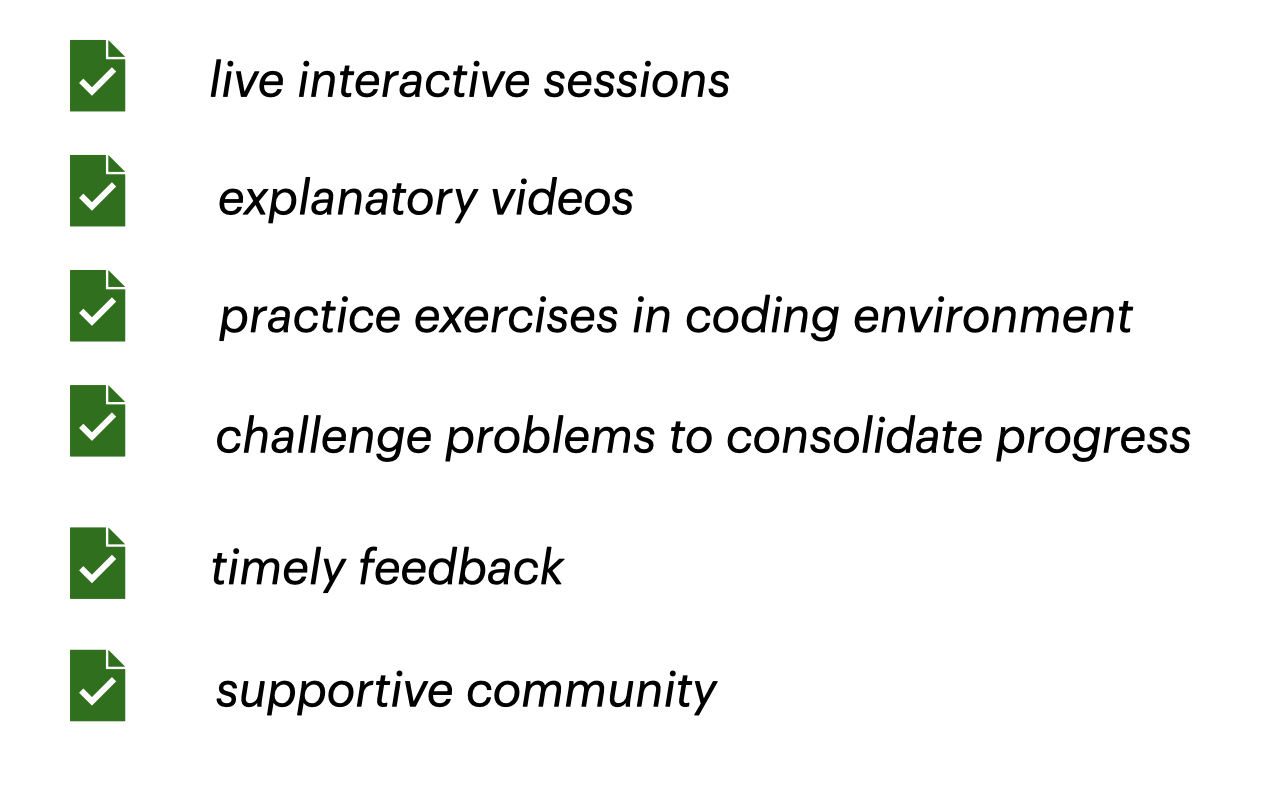 live interactive sessions
explanatory videos
practice exercises in coding environment
challenge problems to consolidate progress
timely feedback
supportive community